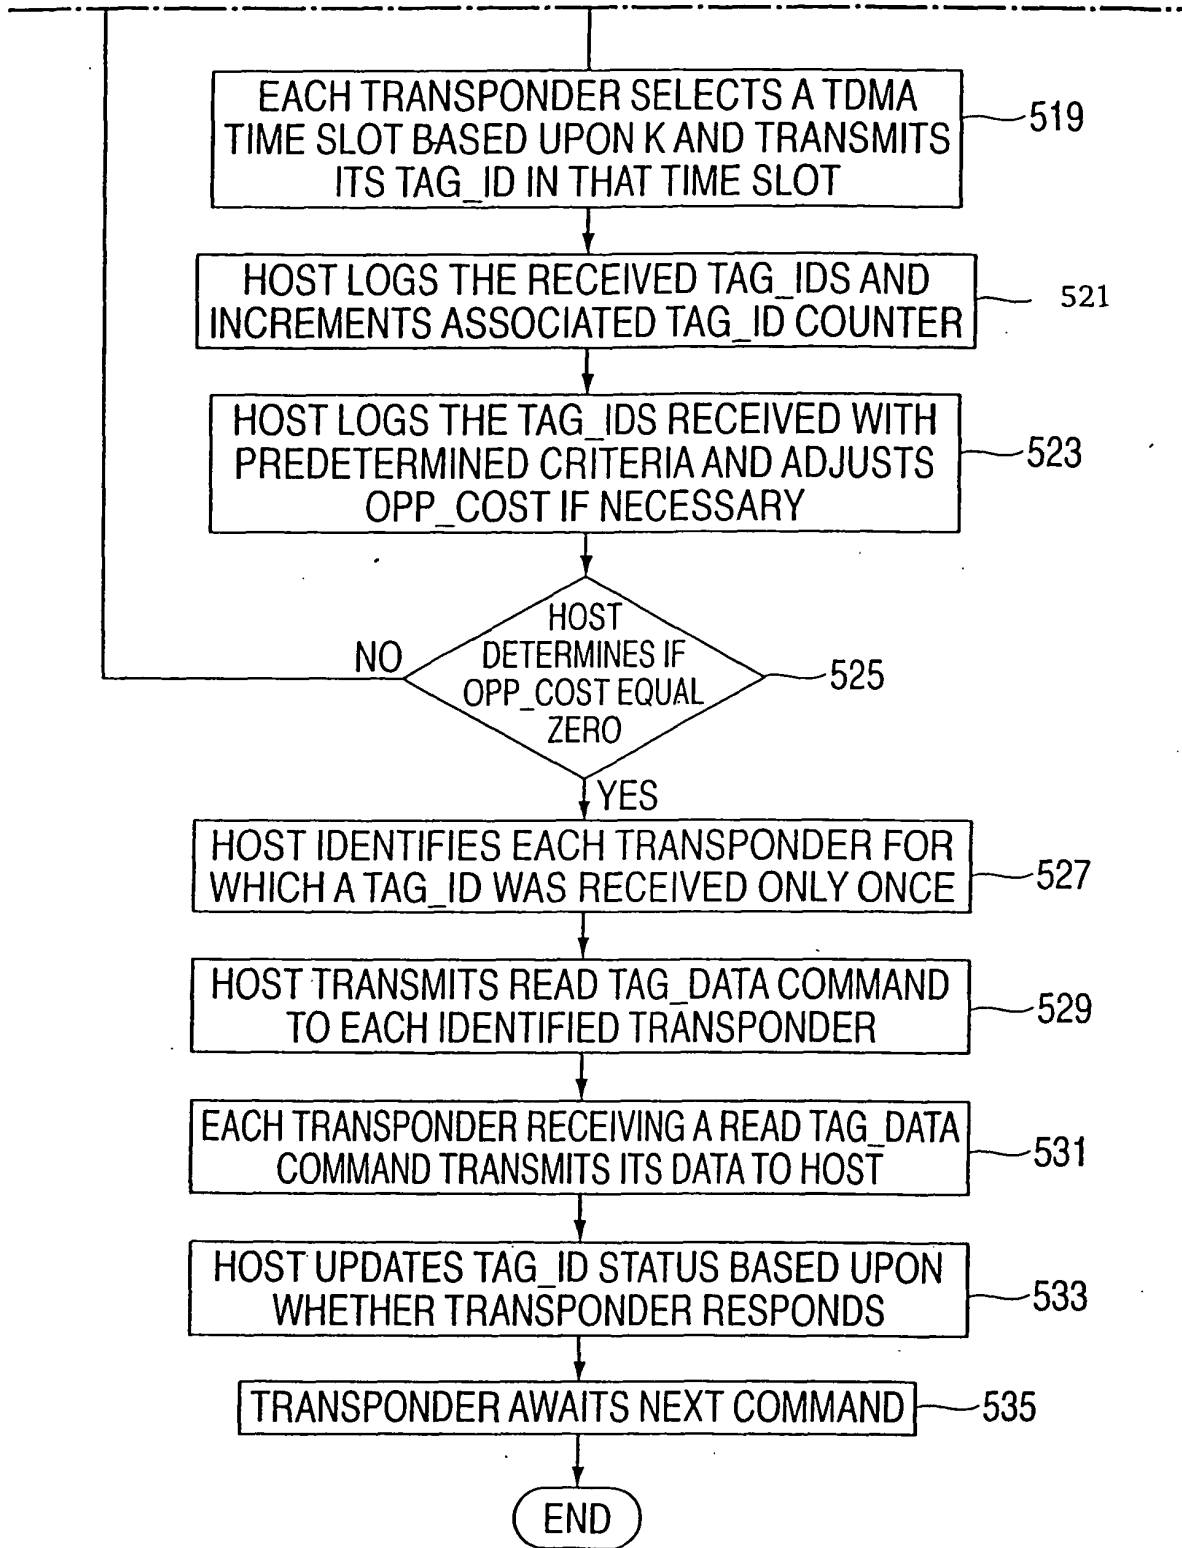 EACH TRANSPONDER SELECTS A TDMA
TIME SLOT BASED UPON K AND TRANSMITS
ITS TAG_ID IN THAT TIME SLOT
519
HOST LOGS THE RECEIVED TAG_IDS AND
INCREMENTS ASSOCIATED TAG_ID COUNTER
521
HOST LOGS THE TAG_IDS RECEIVED WITH
PREDETERMINED CRITERIA AND ADJUSTS
OPP_COST IF NECESSARY
523
HOST
DETERMINES IF
OPP_COST EQUAL
ZERO
525
NO
YES
HOST IDENTIFIES EACH TRANSPONDER FOR
WHICH A TAG_ID WAS RECEIVED ONLY ONCE
527
HOST TRANSMITS READ TAG_DATA COMMAND
TO EACH IDENTIFIED TRANSPONDER
529
EACH TRANSPONDER RECEIVING A READ TAG_DATA
COMMAND TRANSMITS ITS DATA TO HOST
531
HOST UPDATES TAG_ID STATUS BASED UPON
WHETHER TRANSPONDER RESPONDS
533
TRANSPONDER AWAITS NEXT COMMAND
535
END